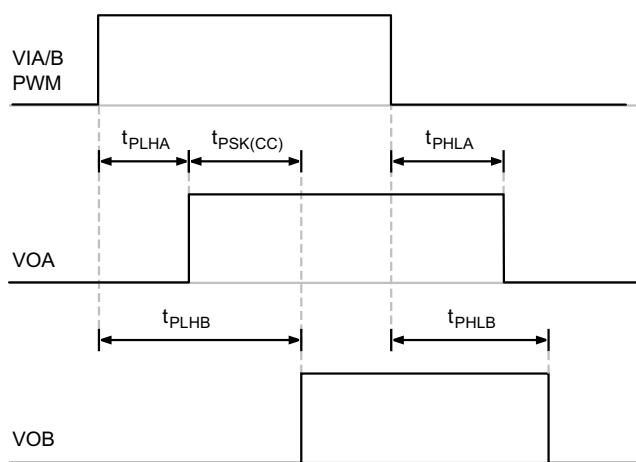 VIA/B
PWM
tPLHA
tPSK(CC)
tPHLA
VOA
tPLHB
tPHLB
VOB